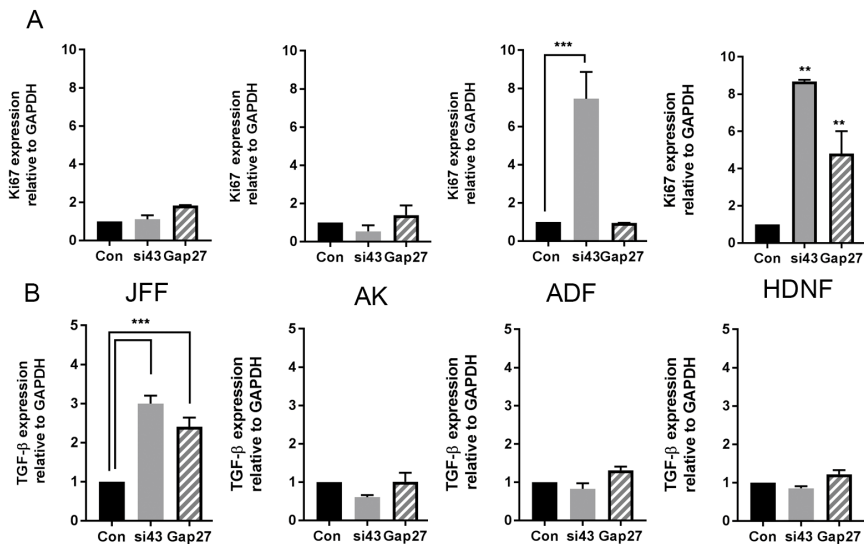 A
Ki67 expression
relative to GAPDH
10
8
6
4
2
0
Con si43 Gap27
Ki67 expression
relative to GAPDH
10
8
6
4
2
0
Con si43 Gap27
Ki67 expression
relative to GAPDH
10
8
6
4
2
0
***
Con si43 Gap27
Ki67 expression
relative to GAPDH
10
8
6
4
2
0
**
**
Con si43 Gap27
B
JFF
AK
ADF
HDNF
TGF-β expression
relative to GAPDH
5
4
3
2
1
0
***
Con si43 Gap27
TGF-β expression
relative to GAPDH
5
4
3
2
1
0
Con si43 Gap27
TGF-β expression
relative to GAPDH
5
4
3
2
1
0
Con si43 Gap27
TGF-β expression
relative to GAPDH
5
4
3
2
1
0
Con si43 Gap27